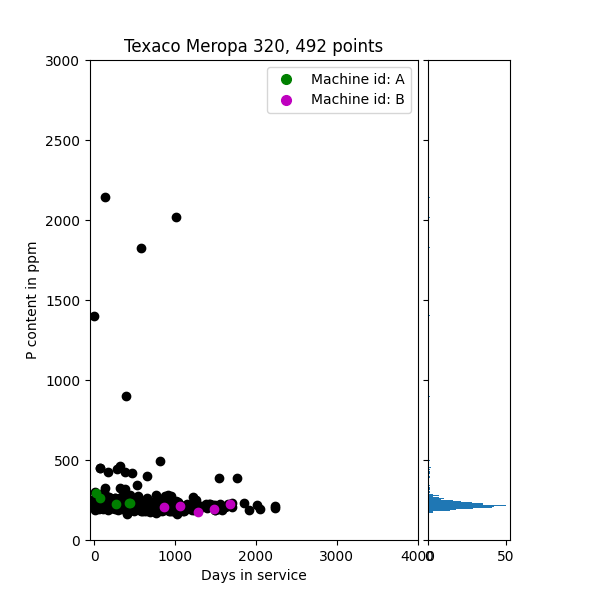 Texaco Meropa 320, 492 points
Machine id: A
Machine id: B
P content in ppm
3000
2500
2000
1500
1000
500
0
0
1000
2000
3000
4000
0
50
Days in service